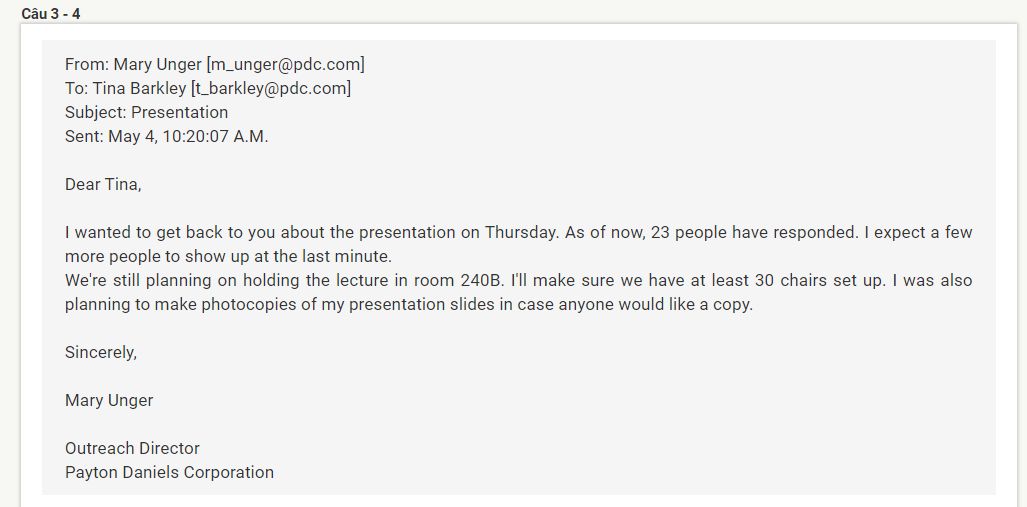 Câu 3 - 4
From: Mary Unger [m_unger@pdc.com]
To: Tina Barkley [t_barkley@pdc.com]
Subject: Presentation
Sent: May 4, 10:20:07 A.M.
Dear Tina,
I wanted to get back to you about the presentation on Thursday. As of now, 23 people have responded. I expect a few
more people to show up at the last minute.
We're still planning on holding the lecture in room 240B. I'll make sure we have at least 30 chairs set up. I was also
planning to make photocopies of my presentation slides in case anyone would like a copy.
Sincerely,
Mary Unger
Outreach Director
Payton Daniels Corporation